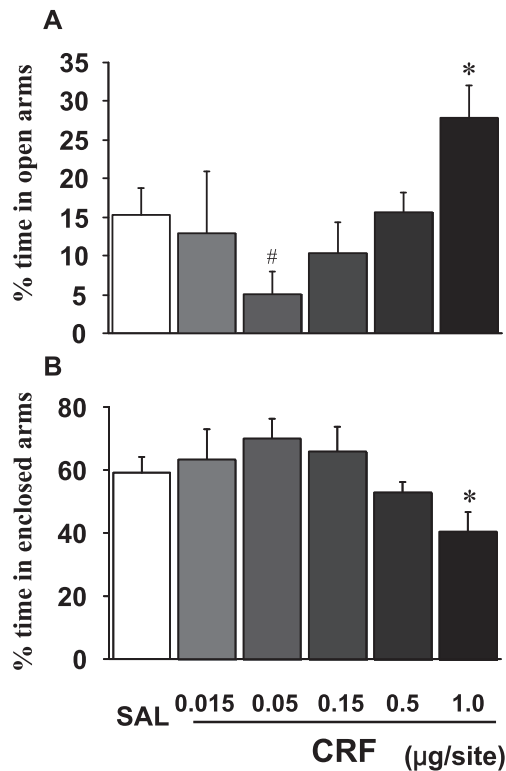 A
% time in open arms
35
30
25
20
15
10
5
0
#
*
B
% time in enclosed arms
80
60
40
20
0
*
SAL 0.015 0.05 0.15 0.5 1.0
CRF (µg/site)